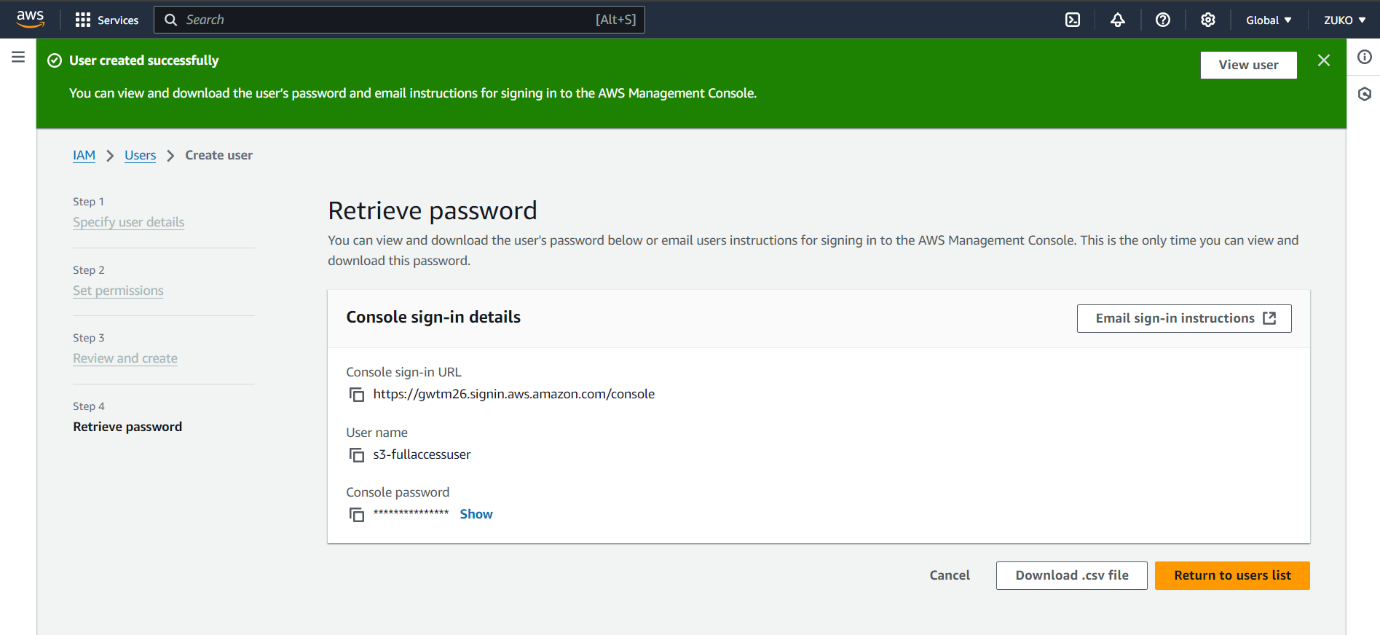 aws
Services
Search
[Alt+S]
Global
ZUKO
User created successfully
View user
You can view and download the user's password and email instructions for signing in to the AWS Management Console.
IAM
Users
Create user
Step 1
Specify user details
Step 2
Set permissions
Step 3
Review and create
Step 4
Retrieve password
Retrieve password
You can view and download the user's password below or email users instructions for signing in to the AWS Management Console. This is the only time you can view and
download this password.
Console sign-in details
Email sign-in instructions
Console sign-in URL
https://gwtm26.signin.aws.amazon.com/console
User name
s3-fullaccessuser
Console password
*************** Show
Cancel
Download .csv file
Return to users list